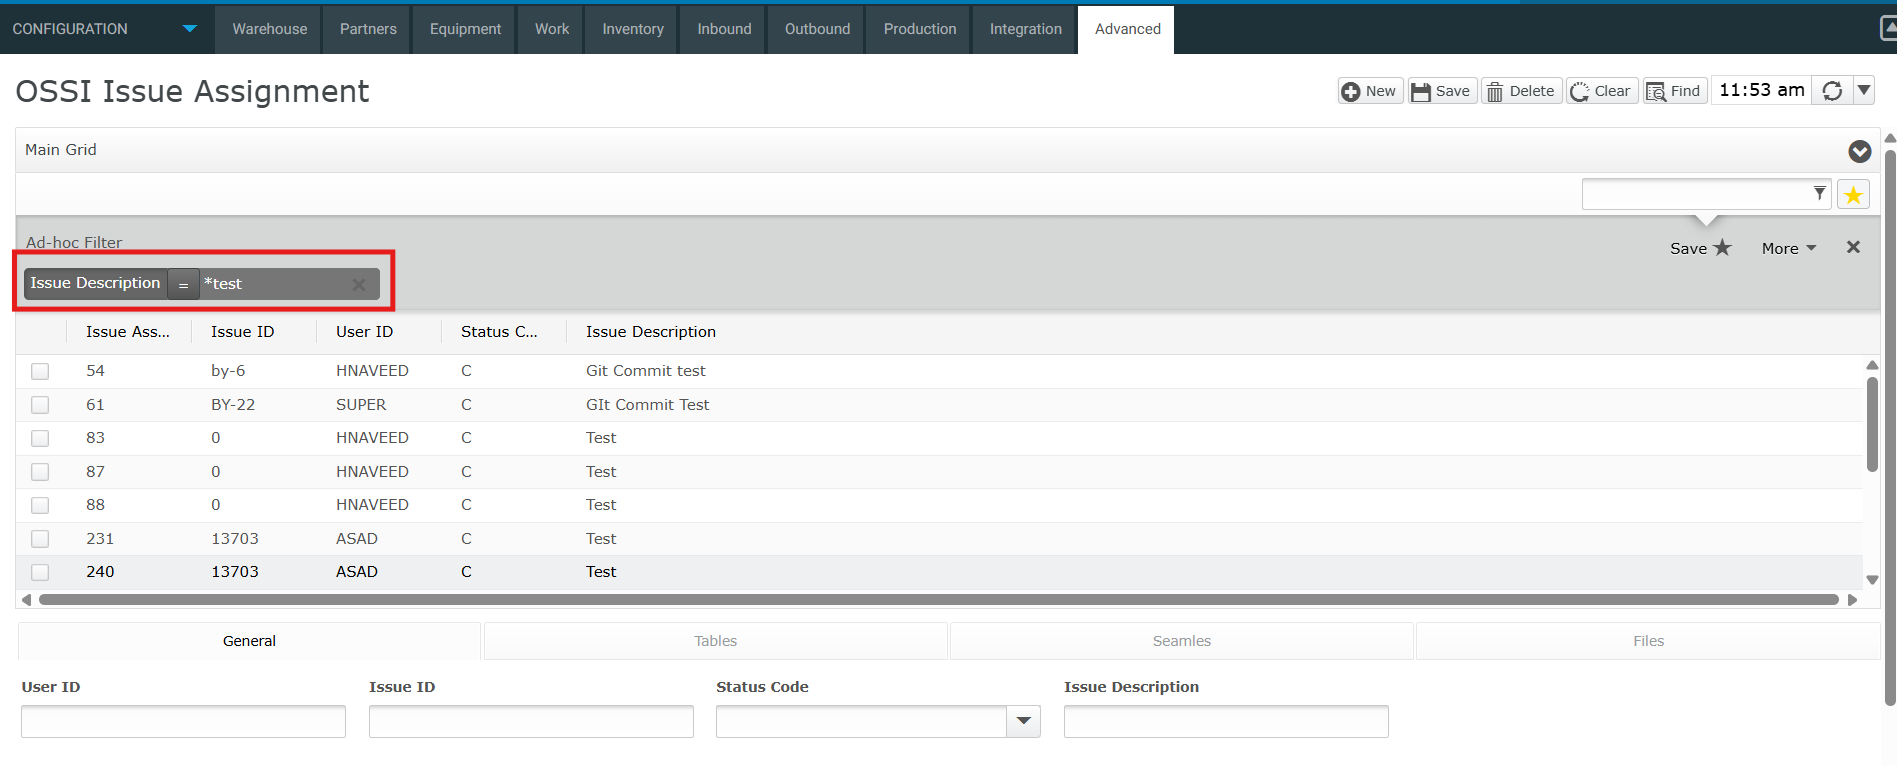 CONFIGURATION Warehouse Partners Equipment Work Inventory Inbound Outbound Production Integration Advanced
OSSI Issue Assignment New Save Delete Clear Find 11:53 am
Main Grid
Ad-hoc Filter Save More
Issue Description = *test
Issue Ass... Issue ID User ID Status C... Issue Description
54 by-6 HNAVEED C Git Commit test
61 BY-22 SUPER C GIt Commit Test
83 0 HNAVEED C Test
87 0 HNAVEED C Test
88 0 HNAVEED C Test
231 13703 ASAD C Test
240 13703 ASAD C Test
General Tables Seamles Files
User ID Issue ID Status Code Issue Description